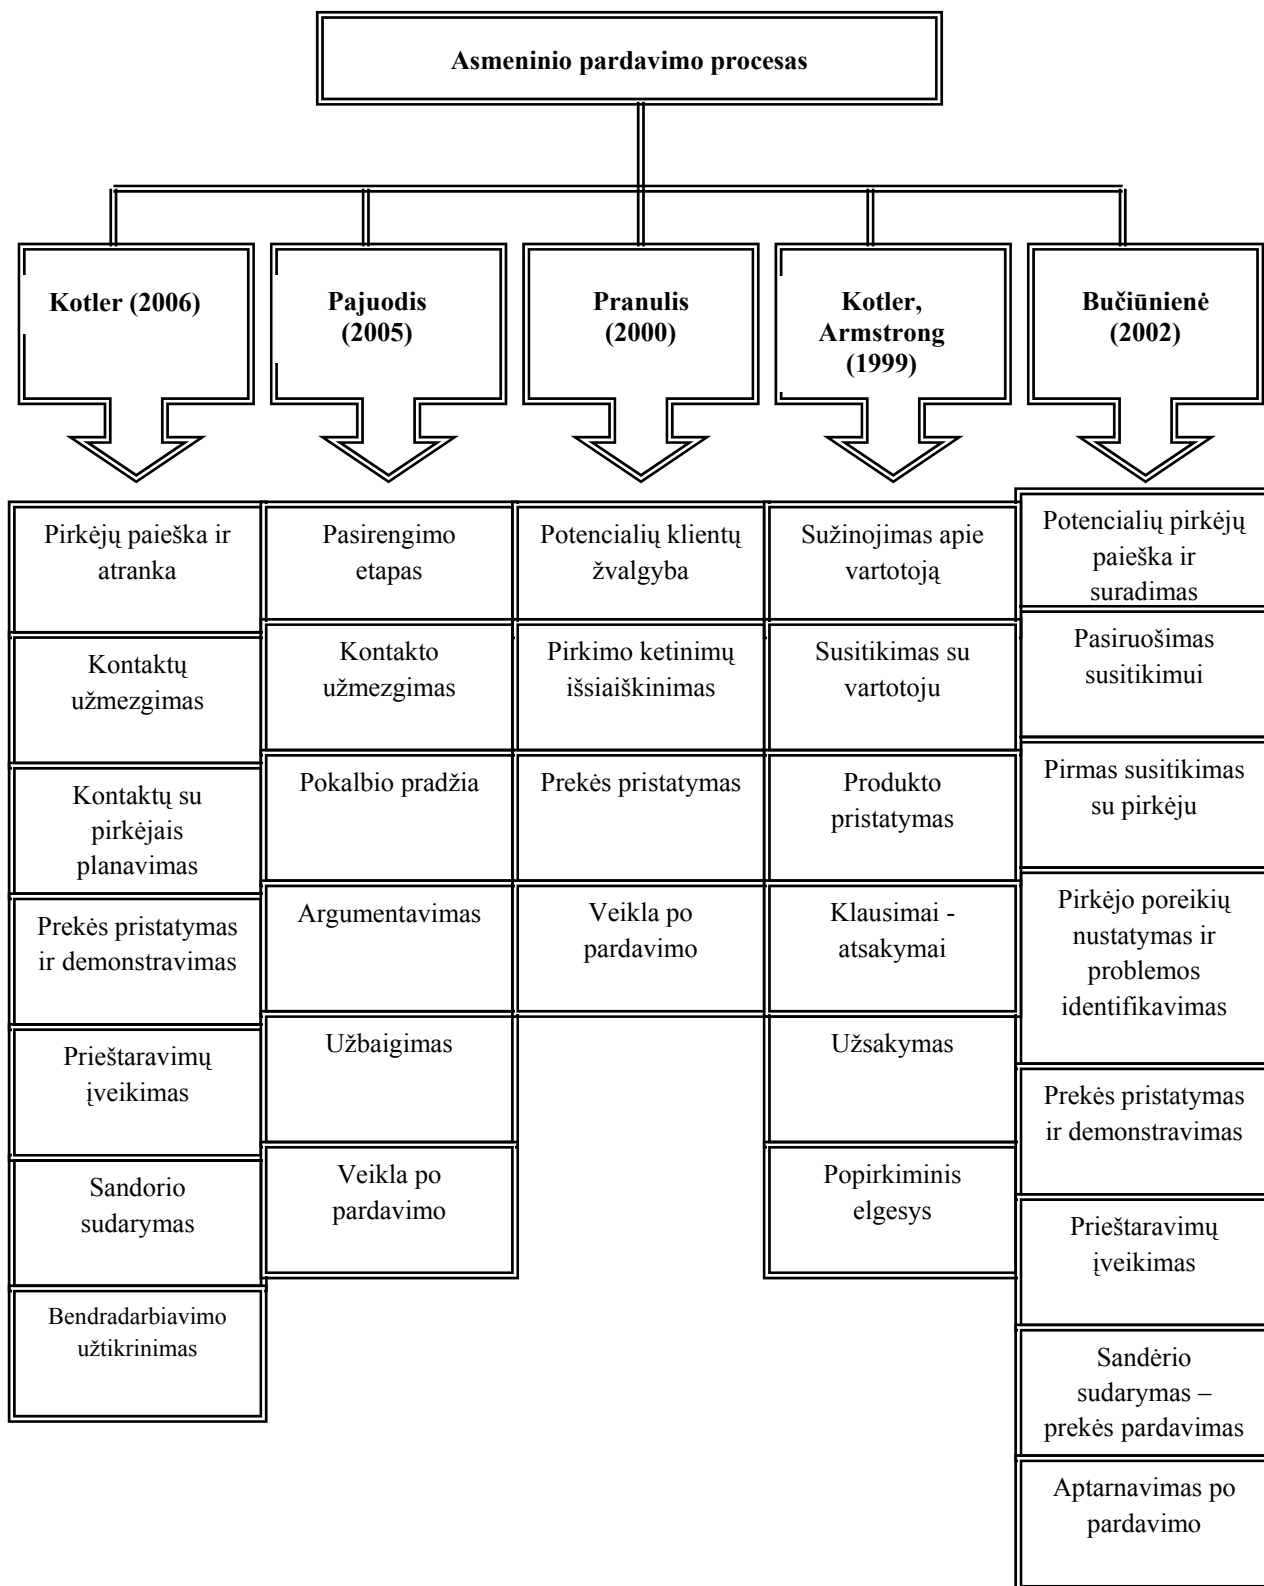 Asmeninio pardavimo procesas
Kotler (2006)
Pajuodis
(2005)
Pranulis
(2000)
Kotler,
Armstrong
(1999)
Bučiūnienė
(2002)
Pirkėjų paieška ir
atranka
Kontaktų
užmezgimas
Kontaktų su
pirkėjais
planavimas
Prekės pristatymas
ir demonstravimas
Prieštaravimų
įveikimas
Sandorio
sudarymas
Bendradarbiavimo
užtikrinimas
Pasirengimo
etapas
Kontakto
užmezgimas
Pokalbio pradžia
Argumentavimas
Užbaigimas
Veikla po
pardavimo
Potencialių klientų
žvalgyba
Pirkimo ketinimų
išsiaiškinimas
Prekės pristatymas
Veikla po
pardavimo
Sužinojimas apie
vartotoją
Susitikimas su
vartotoju
Produkto
pristatymas
Klausimai -
atsakymai
Užsakymas
Popirkiminis
elgesys
Potencialių pirkėjų
paieška ir
suradimas
Pasiruošimas
susitikimui
Pirmas susitikimas
su pirkėju
Pirkėjo poreikių
nustatymas ir
problemos
identifikavimas
Prekės pristatymas
ir demonstravimas
Prieštaravimų
įveikimas
Sandėrio
sudarymas –
prekės pardavimas
Aptarnavimas po
pardavimo